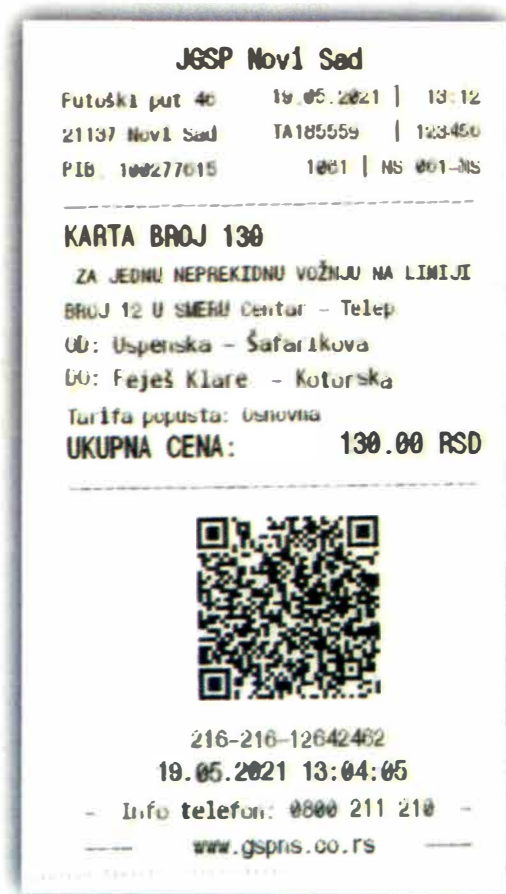 JGSP Novi Sad
Futoški put 46 19.05.2021 | 13:12
21137 Novi Sad TA185559 | 123456
PIB 100277615 1061 | NS 061-NS
KARTA BROJ 130
ZA JEDNU NEPREKIDNU VOŽNJU NA LINIJI
BROJ 12 U SMERU Centar - Telep
OD: Uspenska - Šafarikova
DO: Feješ Klare - Kotorska
Tarifa popusta: Osnovna
UKUPNA CENA: 130.00 RSD
216-216-12642462
19.05.2021 13:04:05
- Info telefon: 0800 211 210 -
www.gspns.co.rs